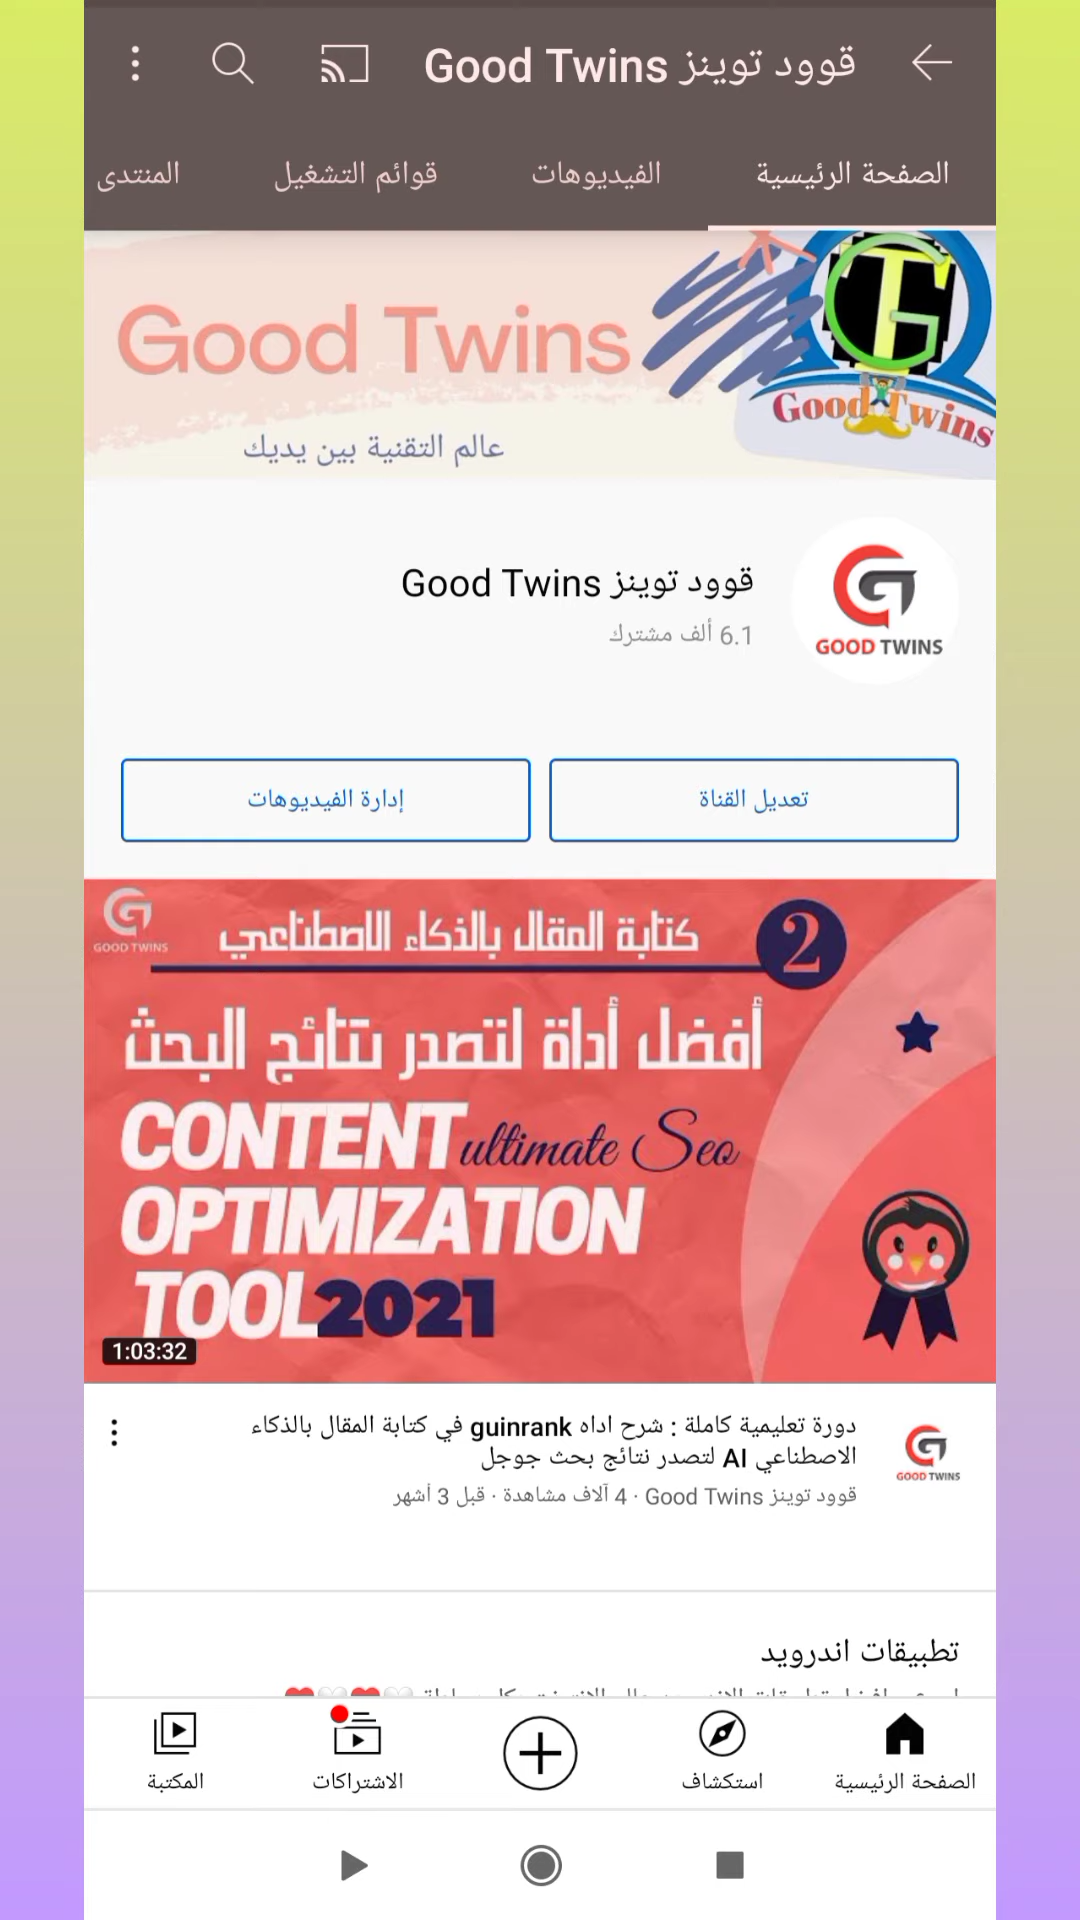 قوود توينز Good Twins
الصفحة الرئيسية
الفيديوهات
قوائم التشغيل
المنتدى
Good Twins
عالم التقنية بين يديك
Good Twins
قوود توينز Good Twins
6.1 ألف مشترك
GOOD TWINS
تعديل القناة
إدارة الفيديوهات
GOOD TWINS
2
كتابة المقال بالذكاء الاصطناعي
أفضل أداة لتصدر نتائج البحث
CONTENT ultimate Seo
OPTIMIZATION
TOOL 2021
1:03:32
دورة تعليمية كاملة : شرح اداه guinrank في كتابة المقال بالذكاء
الاصطناعي AI لتصدر نتائج بحث جوجل
قوود توينز Good Twins · 4 آلاف مشاهدة · قبل 3 أشهر
GOOD TWINS
تطبيقات اندرويد
الصفحة الرئيسية
استكشاف
الاشتراكات
المكتبة